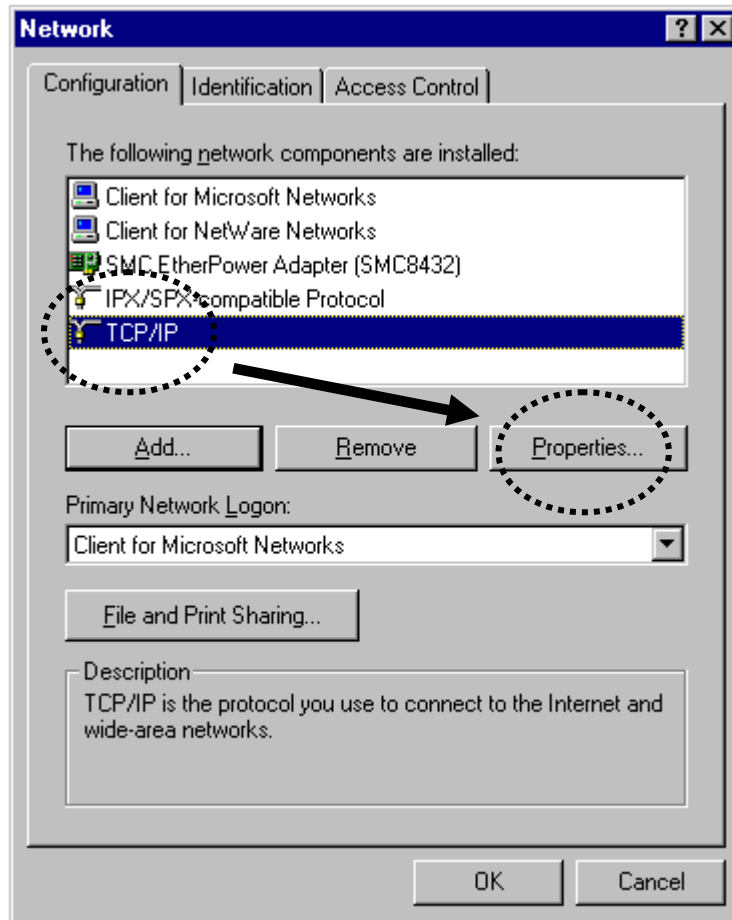 Network
Configuration Identification Access Control
The following network components are installed:
Client for Microsoft Networks
Client for NetWare Networks
SMC EtherPower Adapter (SMC8432)
IPX/SPX-compatible Protocol
TCP/IP
Add... Remove Properties...
Primary Network Logon:
Client for Microsoft Networks
File and Print Sharing...
Description
TCP/IP is the protocol you use to connect to the Internet and
wide-area networks.
OK Cancel